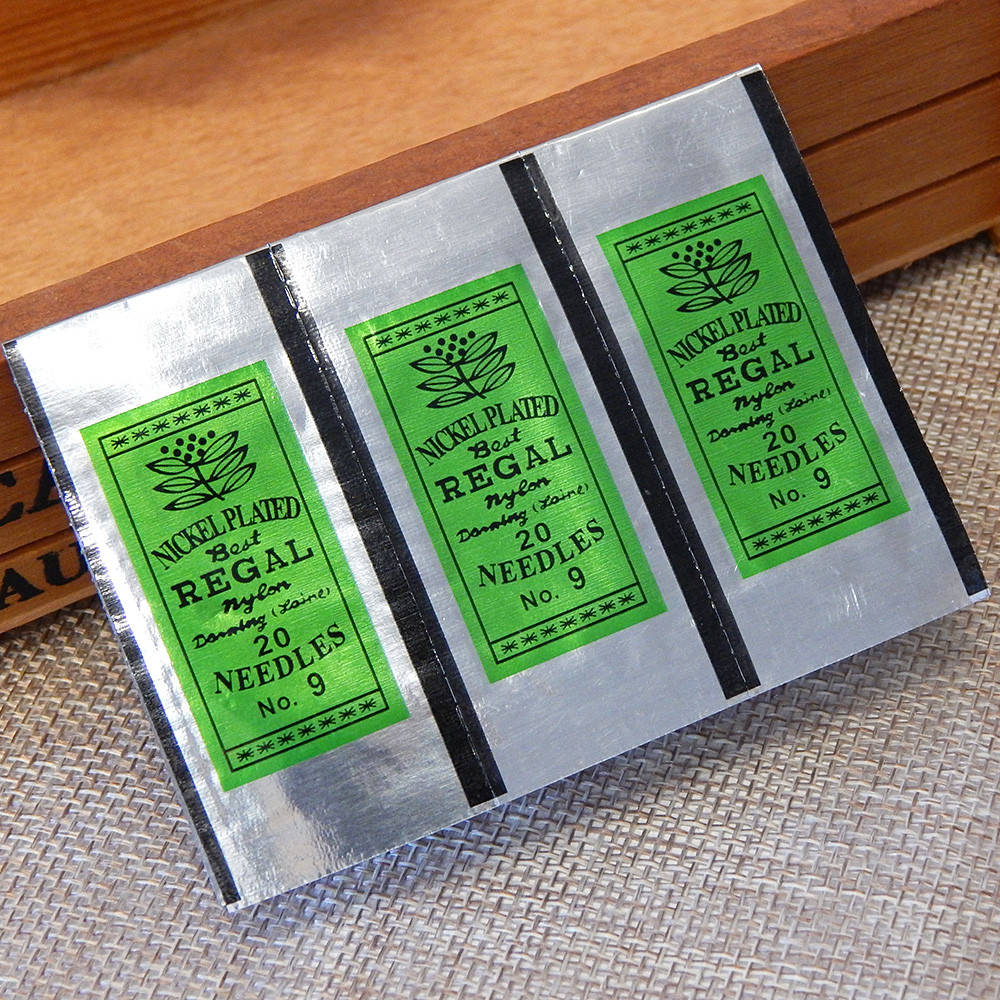 NICKEL PLATED
Best
REGAL
Nylon
Darning (Laine)
20
NEEDLES
No. 9
NICKEL PLATED
Best
REGAL
Nylon
Darning (Laine)
20
NEEDLES
No. 9
NICKEL PLATED
Best
REGAL
Nylon
Darning (Laine)
20
NEEDLES
No. 9
AU